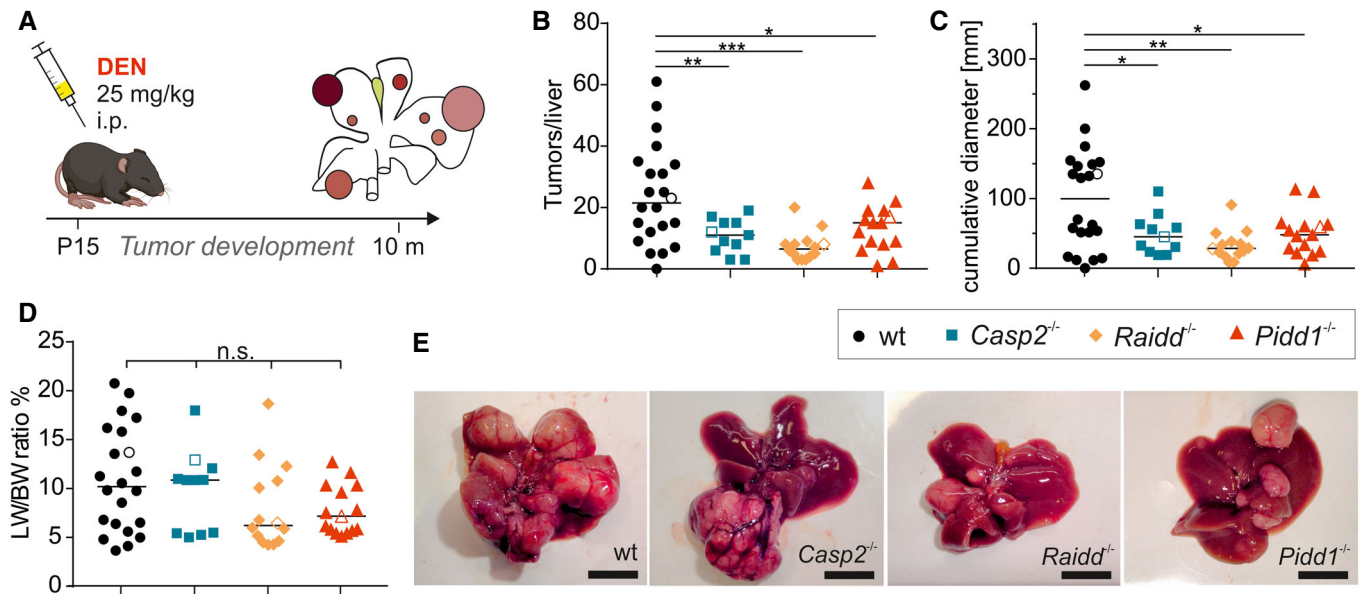 A
DEN
25 mg/kg
i.p.
P15 Tumor development 10 m
B
Tumors/liver
80
60
40
20
0
*
***
**
C
cumulative diameter [mm]
300
200
100
0
*
**
*
wt Casp2-/- Raidd-/- Pidd1-/-
D
LW/BW ratio %
25
20
15
10
5
0
n.s.
E
wt
Casp2-/-
Raidd-/-
Pidd1-/-